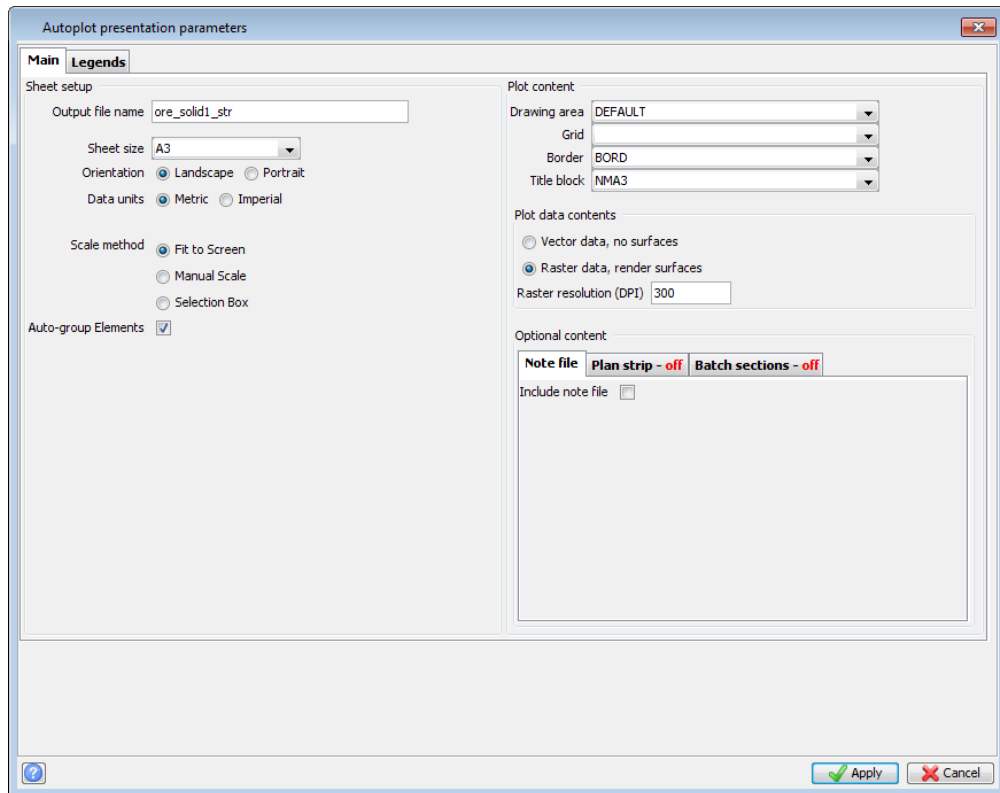 Autoplot presentation parameters
Main Legends
Sheet setup
Output file name ore_solid1_str
Sheet size A3
Orientation Landscape Portrait
Data units Metric Imperial
Scale method Fit to Screen
Manual Scale
Selection Box
Auto-group Elements
Plot content
Drawing area DEFAULT
Grid
Border BORD
Title block NMA3
Plot data contents
Vector data, no surfaces
Raster data, render surfaces
Raster resolution (DPI) 300
Optional content
Note file Plan strip - off Batch sections - off
Include note file
? Apply Cancel